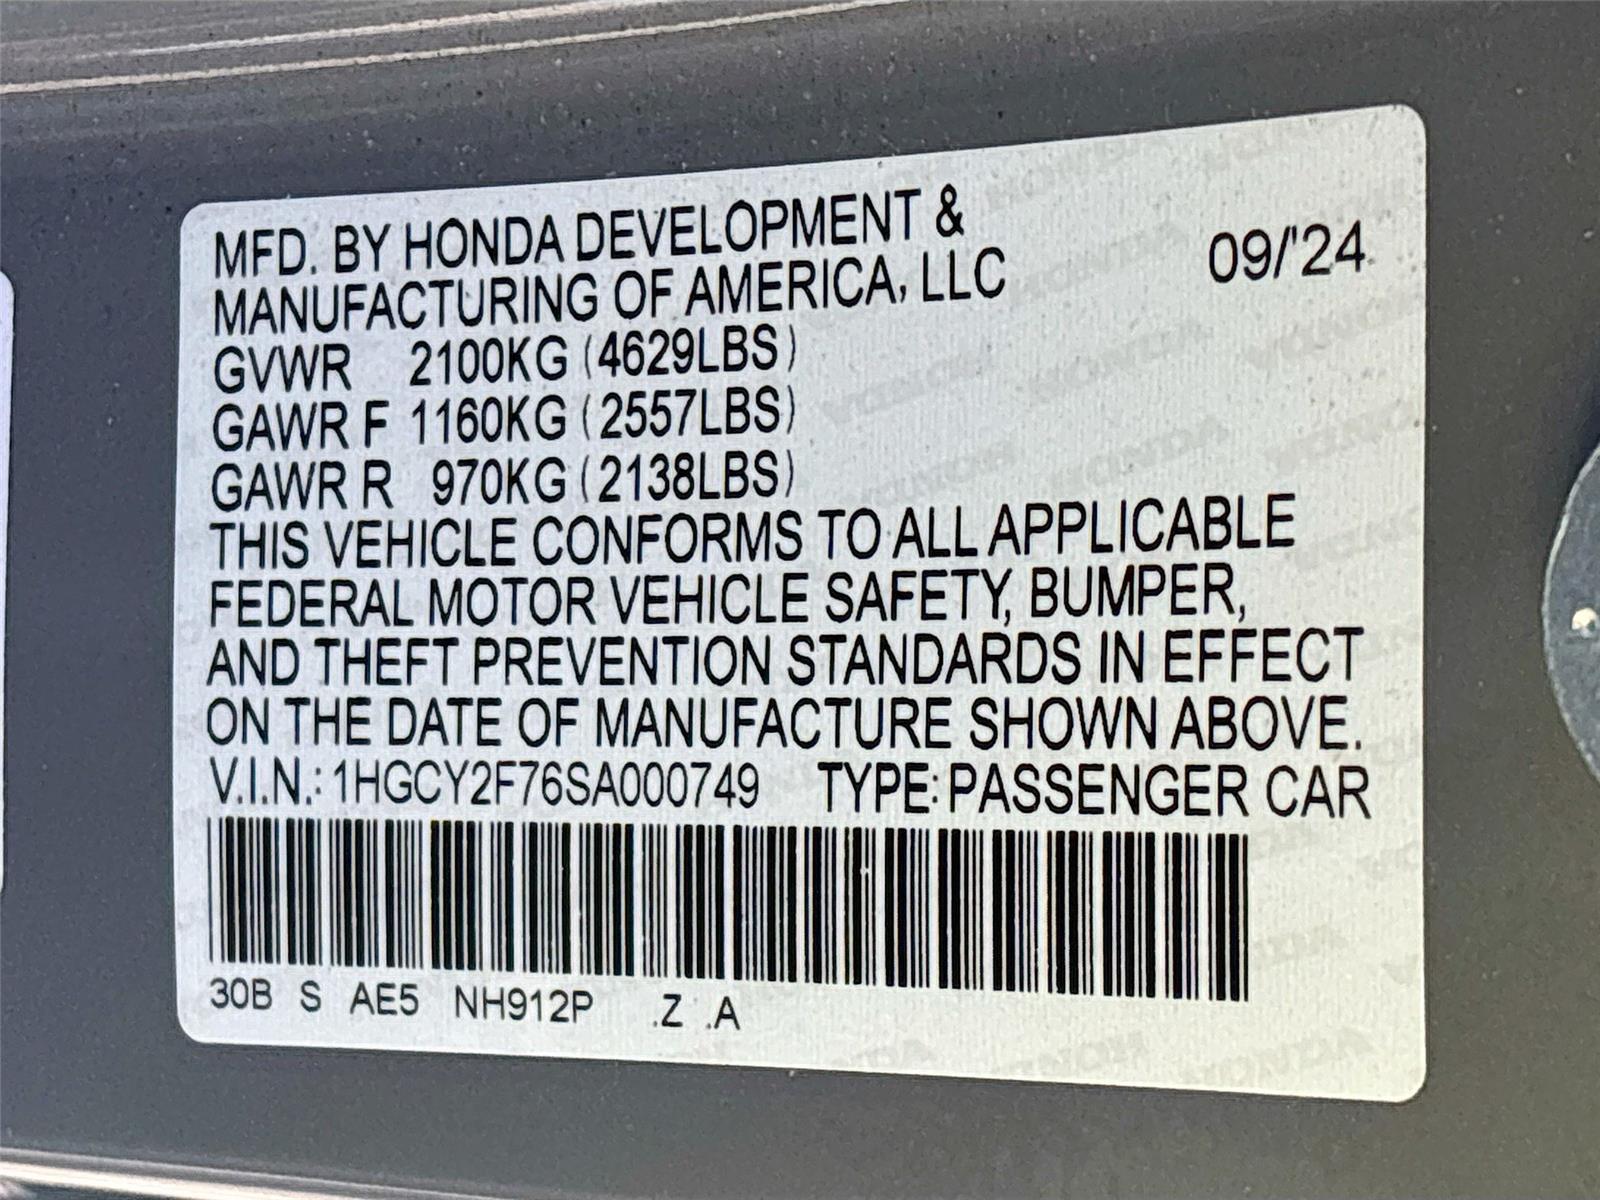 MFD. BY HONDA DEVELOPMENT &
MANUFACTURING OF AMERICA, LLC
09/'24
GVWR 2100KG (4629LBS)
GAWR F 1160KG (2557LBS)
GAWR R 970KG (2138LBS)
THIS VEHICLE CONFORMS TO ALL APPLICABLE
FEDERAL MOTOR VEHICLE SAFETY, BUMPER,
AND THEFT PREVENTION STANDARDS IN EFFECT
ON THE DATE OF MANUFACTURE SHOWN ABOVE.
V.I.N.: 1HGCY2F76SA000749 TYPE: PASSENGER CAR
30B S AE5 NH912P .Z .A